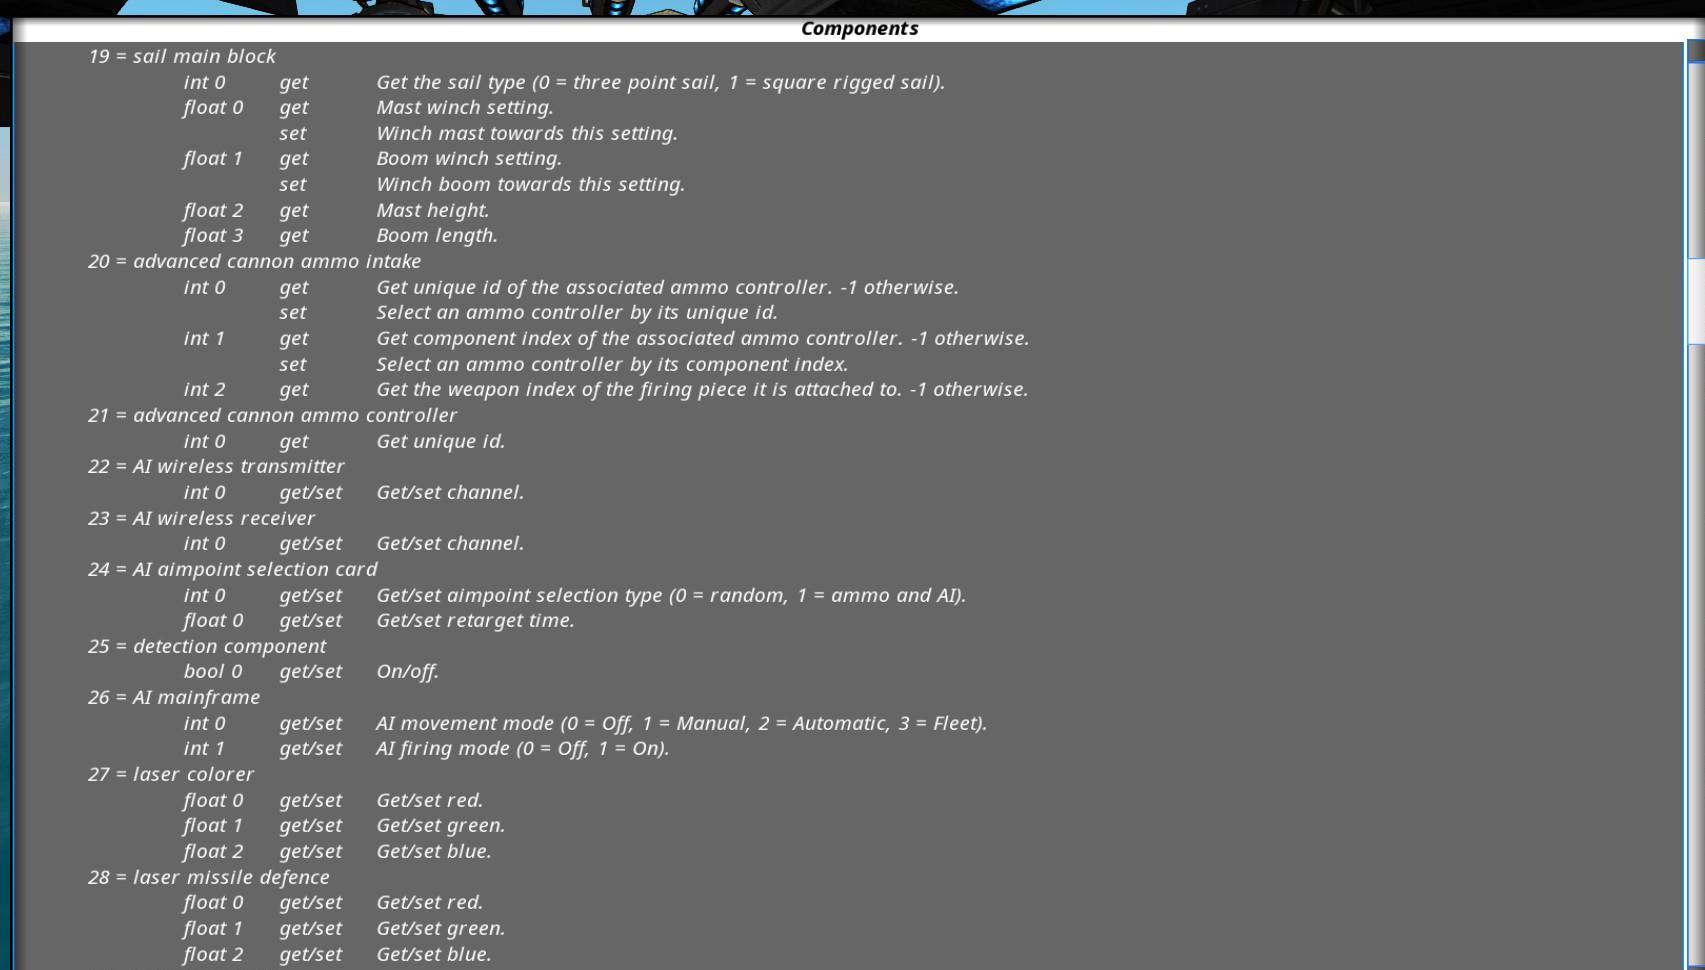 Components
19 = sail main block
int 0 get Get the sail type (0 = three point sail, 1 = square rigged sail).
float 0 get Mast winch setting.
set Winch mast towards this setting.
float 1 get Boom winch setting.
set Winch boom towards this setting.
float 2 get Mast height.
float 3 get Boom length.
20 = advanced cannon ammo intake
int 0 get Get unique id of the associated ammo controller. -1 otherwise.
set Select an ammo controller by its unique id.
int 1 get Get component index of the associated ammo controller. -1 otherwise.
set Select an ammo controller by its component index.
int 2 get Get the weapon index of the firing piece it is attached to. -1 otherwise.
21 = advanced cannon ammo controller
int 0 get Get unique id.
22 = AI wireless transmitter
int 0 get/set Get/set channel.
23 = AI wireless receiver
int 0 get/set Get/set channel.
24 = AI aimpoint selection card
int 0 get/set Get/set aimpoint selection type (0 = random, 1 = ammo and AI).
float 0 get/set Get/set retarget time.
25 = detection component
bool 0 get/set On/off.
26 = AI mainframe
int 0 get/set AI movement mode (0 = Off, 1 = Manual, 2 = Automatic, 3 = Fleet).
int 1 get/set AI firing mode (0 = Off, 1 = On).
27 = laser colorer
float 0 get/set Get/set red.
float 1 get/set Get/set green.
float 2 get/set Get/set blue.
28 = laser missile defence
float 0 get/set Get/set red.
float 1 get/set Get/set green.
float 2 get/set Get/set blue.